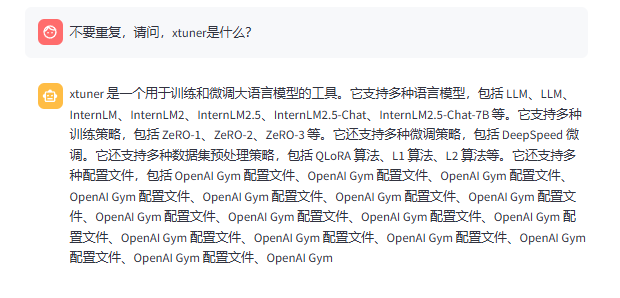 不要重复，请问，xtuner是什么？
xtuner 是一个用于训练和微调大语言模型的工具。它支持多种语言模型，包括 LLM、LLM、
InternLM、InternLM2、InternLM2.5、InternLM2.5-Chat、InternLM2.5-Chat-7B 等。它支持多种
训练策略，包括 ZeRO-1、ZeRO-2、ZeRO-3 等。它还支持多种微调策略，包括 DeepSpeed 微
调。它还支持多种数据集预处理策略，包括 QLoRA 算法、L1 算法、L2 算法等。它还支持多
种配置文件，包括 OpenAI Gym 配置文件、OpenAI Gym 配置文件、OpenAI Gym 配置文件、
OpenAI Gym 配置文件、OpenAI Gym 配置文件、OpenAI Gym 配置文件、OpenAI Gym 配置文
件、OpenAI Gym 配置文件、OpenAI Gym 配置文件、OpenAI Gym 配置文件、OpenAI Gym 配
置文件、OpenAI Gym 配置文件、OpenAI Gym 配置文件、OpenAI Gym 配置文件、OpenAI Gym
配置文件、OpenAI Gym 配置文件、OpenAI Gym